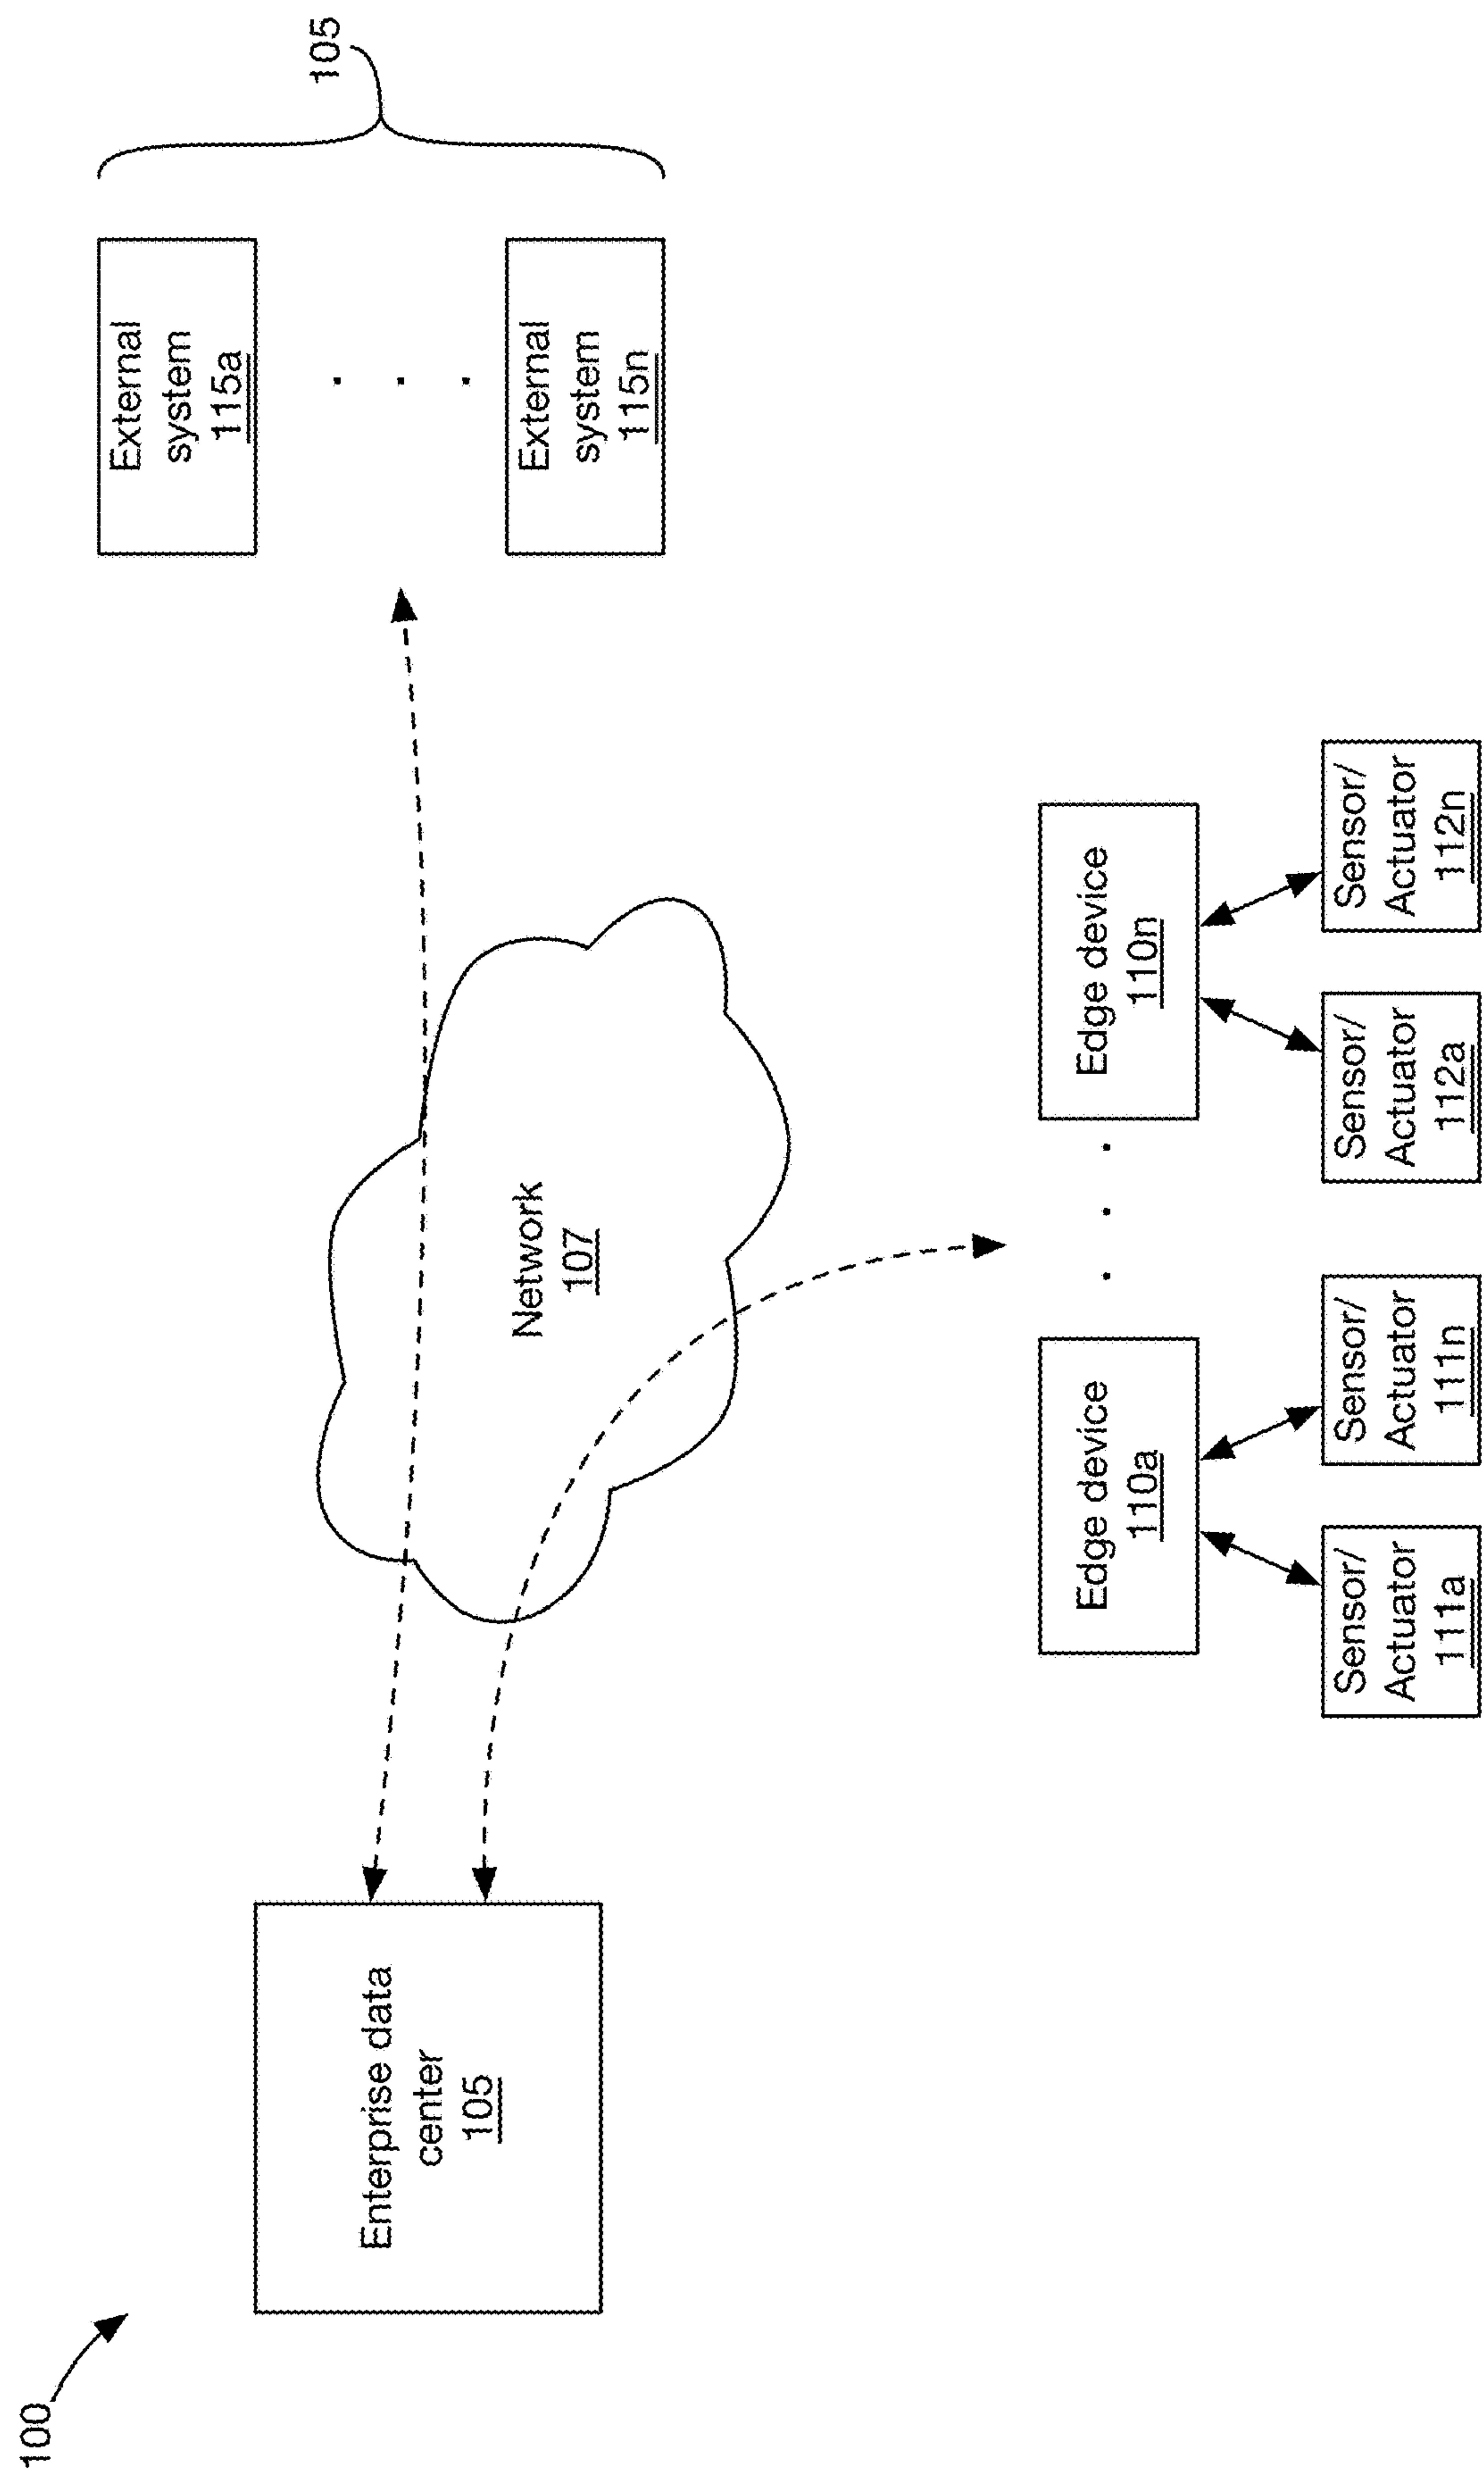 100
105
External
system
115a
External
system
115n
Enterprise data
center
105
Network
107
Edge device
110a
Edge device
110n
Sensor/
Actuator
111a
Sensor/
Actuator
111n
Sensor/
Actuator
112a
Sensor/
Actuator
112n